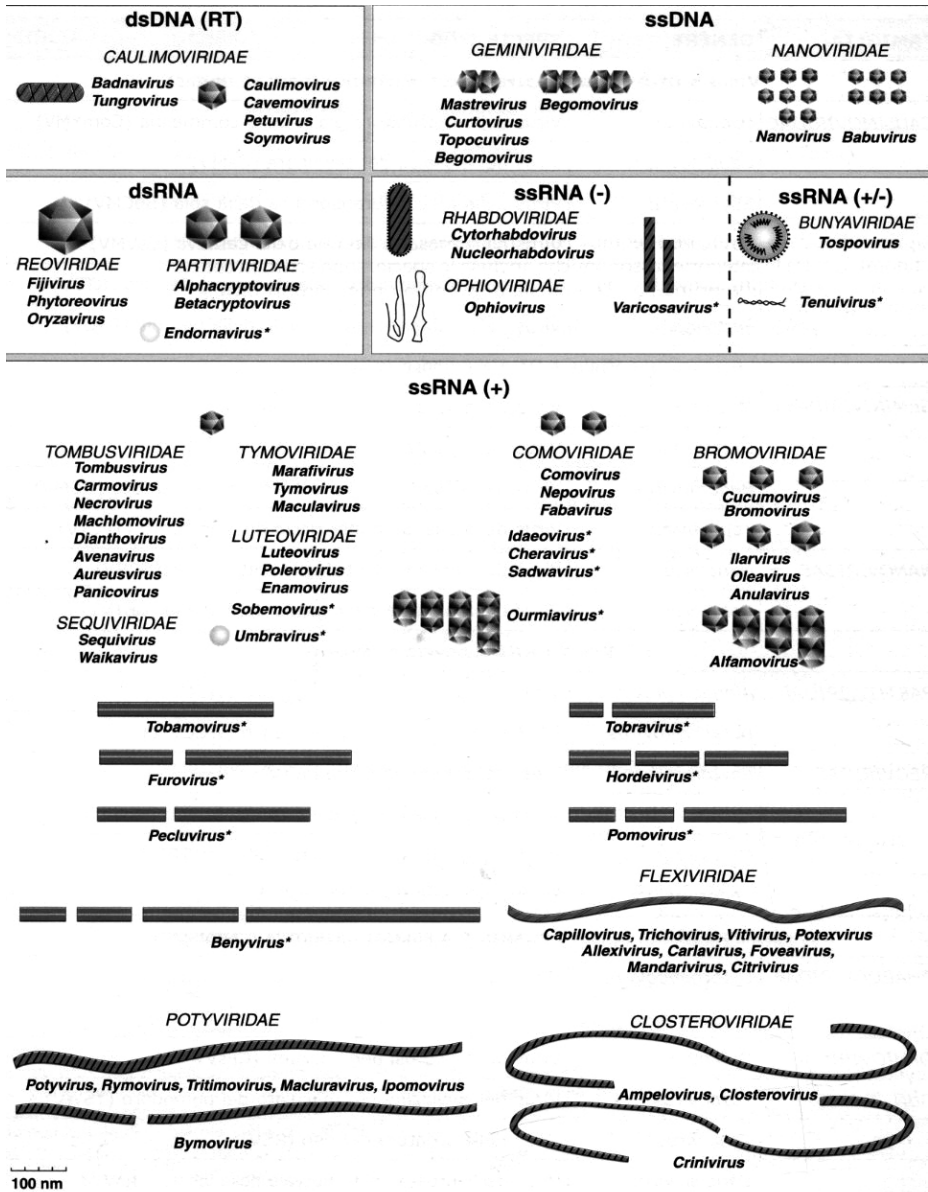 dsDNA (RT)
CAULIMOVIRIDAE
Badnavirus
Tungrovirus
Caulimovirus
Cavemovirus
Petuvirus
Soymovirus
ssDNA
GEMINIVIRIDAE
Mastrevirus
Curtovirus
Topocuvirus
Begomovirus
Begomovirus
NANOVIRIDAE
Nanovirus
Babuvirus
dsRNA
REOVIRIDAE
Fijivirus
Phytoreovirus
Oryzavirus
PARTITIVIRIDAE
Alphacryptovirus
Betacryptovirus
Endornavirus*
ssRNA (-)
RHABDOVIRIDAE
Cytorhabdovirus
Nucleorhabdovirus
OPHIOVIRIDAE
Ophiovirus
Varicosavirus*
ssRNA (+/-)
BUNYAVIRIDAE
Tospovirus
Tenuivirus*
ssRNA (+)
TOMBUSVIRIDAE
Tombusvirus
Carmovirus
Necrovirus
Machlomovirus
Dianthovirus
Avenavirus
Aureusvirus
Panicovirus
SEQUIVIRIDAE
Sequivirus
Waikavirus
TYMOVIRIDAE
Marafivirus
Tymovirus
Maculavirus
LUTEOVIRIDAE
Luteovirus
Polerovirus
Enamovirus
Sobemovirus*
Umbravirus*
COMOVIRIDAE
Comovirus
Nepovirus
Fabavirus
Idaeovirus*
Cheravirus*
Sadwavirus*
Ourmiavirus*
BROMOVIRIDAE
Cucumovirus
Bromovirus
Ilarvirus
Oleavirus
Anulavirus
Alfamovirus
Tobamovirus*
Tobravirus*
Furovirus*
Hordeivirus*
Pecluvirus*
Pomovirus*
Benyvirus*
FLEXIVIRIDAE
Capillovirus, Trichovirus, Vitivirus, Potexvirus
Allexivirus, Carlavirus, Foveavirus,
Mandarivirus, Citrivirus
POTYVIRIDAE
Potyvirus, Rymovirus, Tritimovirus, Macluravirus, Ipomovirus
Bymovirus
CLOSTEROVIRIDAE
Ampelovirus, Closterovirus
Crinivirus
100 nm